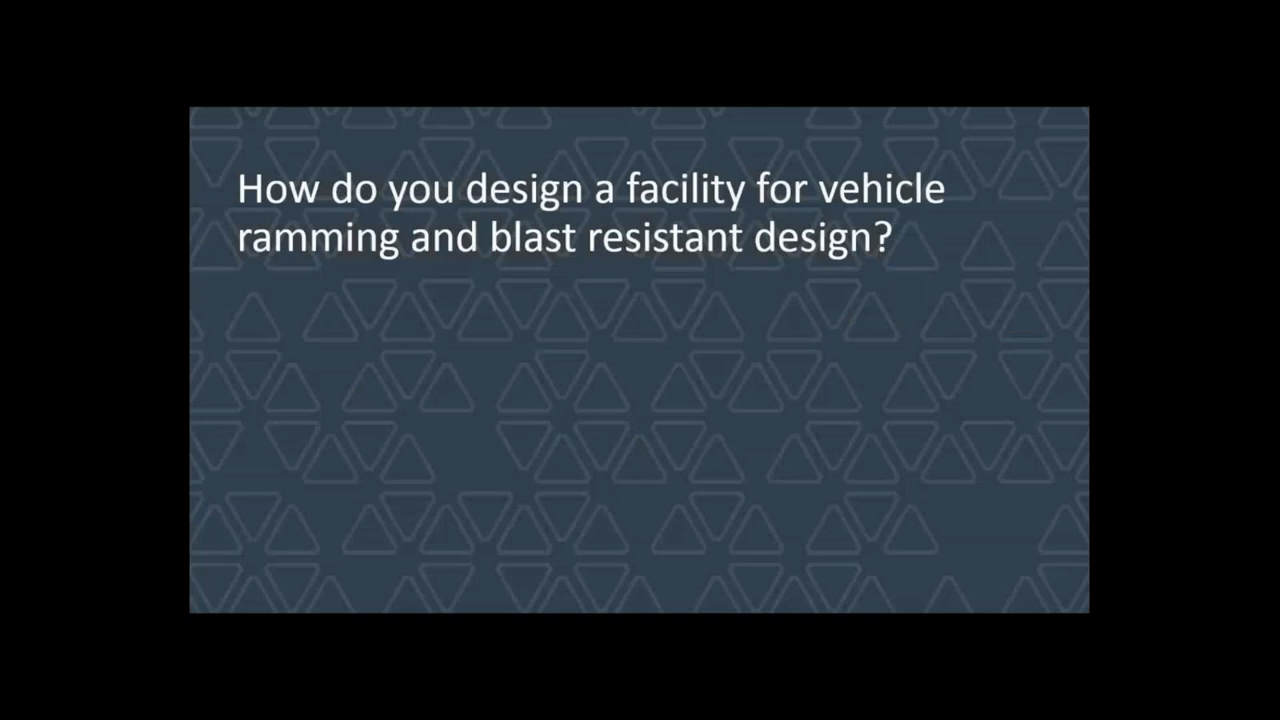 How do you design a facility for vehicle
ramming and blast resistant design?